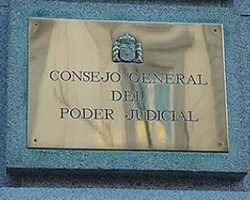 CONSEJO GENERAL
DEL
PODER JUDICIAL